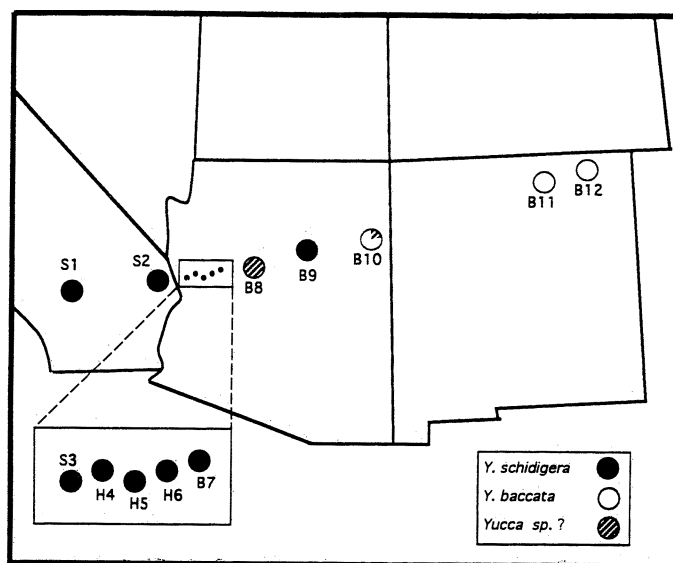 B12
B11
B10
B9
B8
S2
S1
S3
H4
H5
H6
B7
Y. schidigera
Y. baccata
Yucca sp. ?